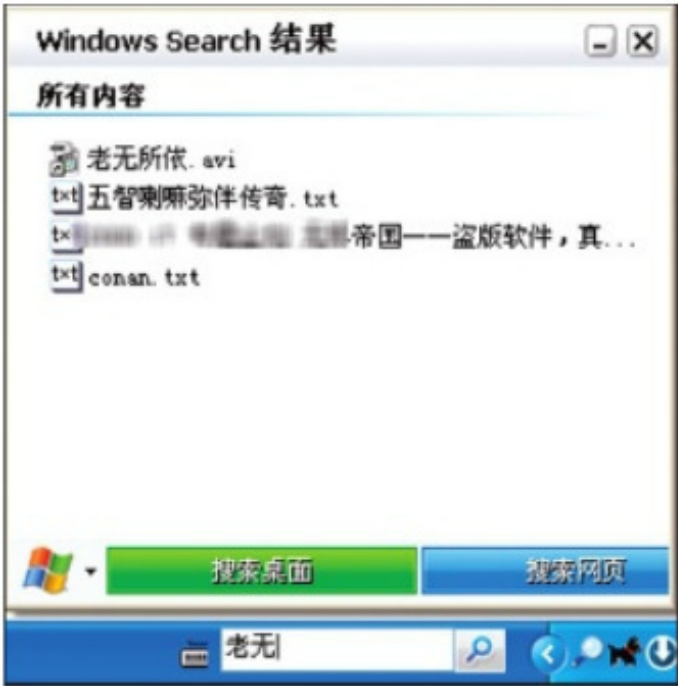 Windows Search 结果
所有内容
老无所依.avi
txt 五智喇嘛弥伴传奇.txt
帝国——盗版软件，真...
txt conan.txt
搜索桌面
搜索网页
老无